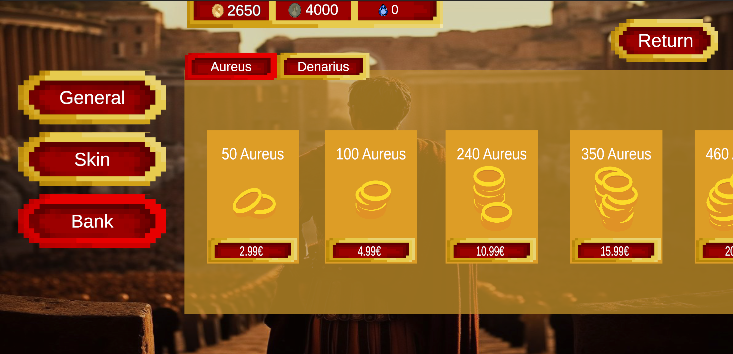 2650 4000 0
Return
Aureus Denarius
General
Skin
Bank
50 Aureus 100 Aureus 240 Aureus 350 Aureus 460
2.99€ 4.99€ 10.99€ 15.99€